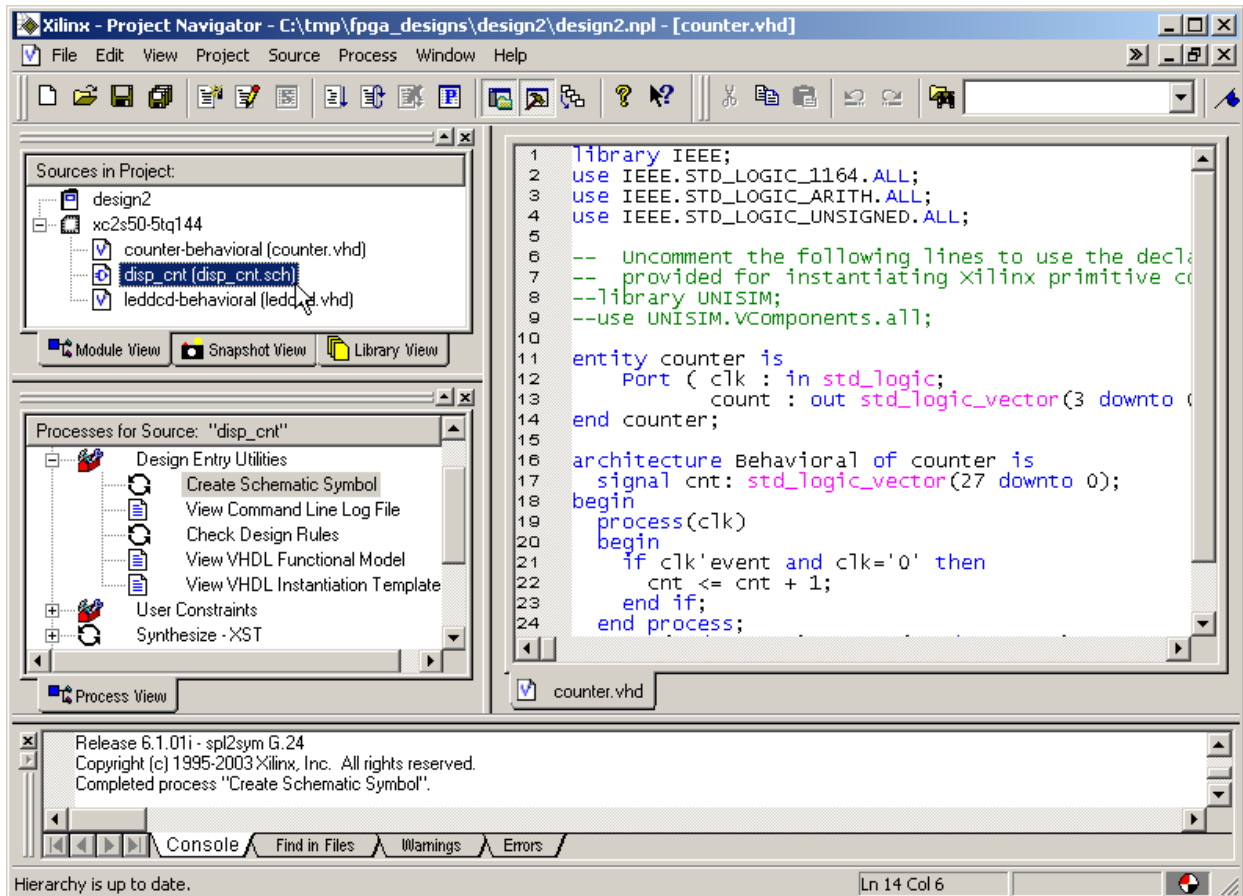 Xilinx - Project Navigator - C:\tmp\fpga_designs\design2\design2.npl - [counter.vhd]
File Edit View Project Source Process Window Help
Sources in Project:
design2
xc2s50-5tq144
counter-behavioral (counter.vhd)
disp_cnt (disp_cnt.sch)
leddcd-behavioral (leddcd.vhd)
Module View Snapshot View Library View
Processes for Source: "disp_cnt"
Design Entry Utilities
Create Schematic Symbol
View Command Line Log File
Check Design Rules
View VHDL Functional Model
View VHDL Instantiation Template
User Constraints
Synthesize - XST
Process View
1 library IEEE;
2 use IEEE.STD_LOGIC_1164.ALL;
3 use IEEE.STD_LOGIC_ARITH.ALL;
4 use IEEE.STD_LOGIC_UNSIGNED.ALL;
5
6 -- Uncomment the following lines to use the decla
7 -- provided for instantiating Xilinx primitive co
8 --library UNISIM;
9 --use UNISIM.VComponents.all;
10
11 entity counter is
12 Port ( clk : in std_logic;
13 count : out std_logic_vector(3 downto
14 end counter;
15
16 architecture Behavioral of counter is
17 signal cnt: std_logic_vector(27 downto 0);
18 begin
19 process(clk)
20 begin
21 if clk'event and clk='0' then
22 cnt <= cnt + 1;
23 end if;
24 end process;
counter.vhd
Release 6.1.01i - spl2sym G.24
Copyright (c) 1995-2003 Xilinx, Inc. All rights reserved.
Completed process "Create Schematic Symbol".
Console Find in Files Warnings Errors
Hierarchy is up to date.
Ln 14 Col 6